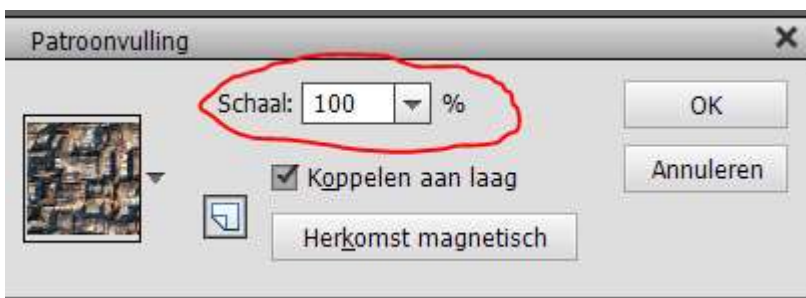 Patroonvulling
Schaal: 100 %
OK
Koppelen aan laag
Annuleren
Herkomst magnetisch